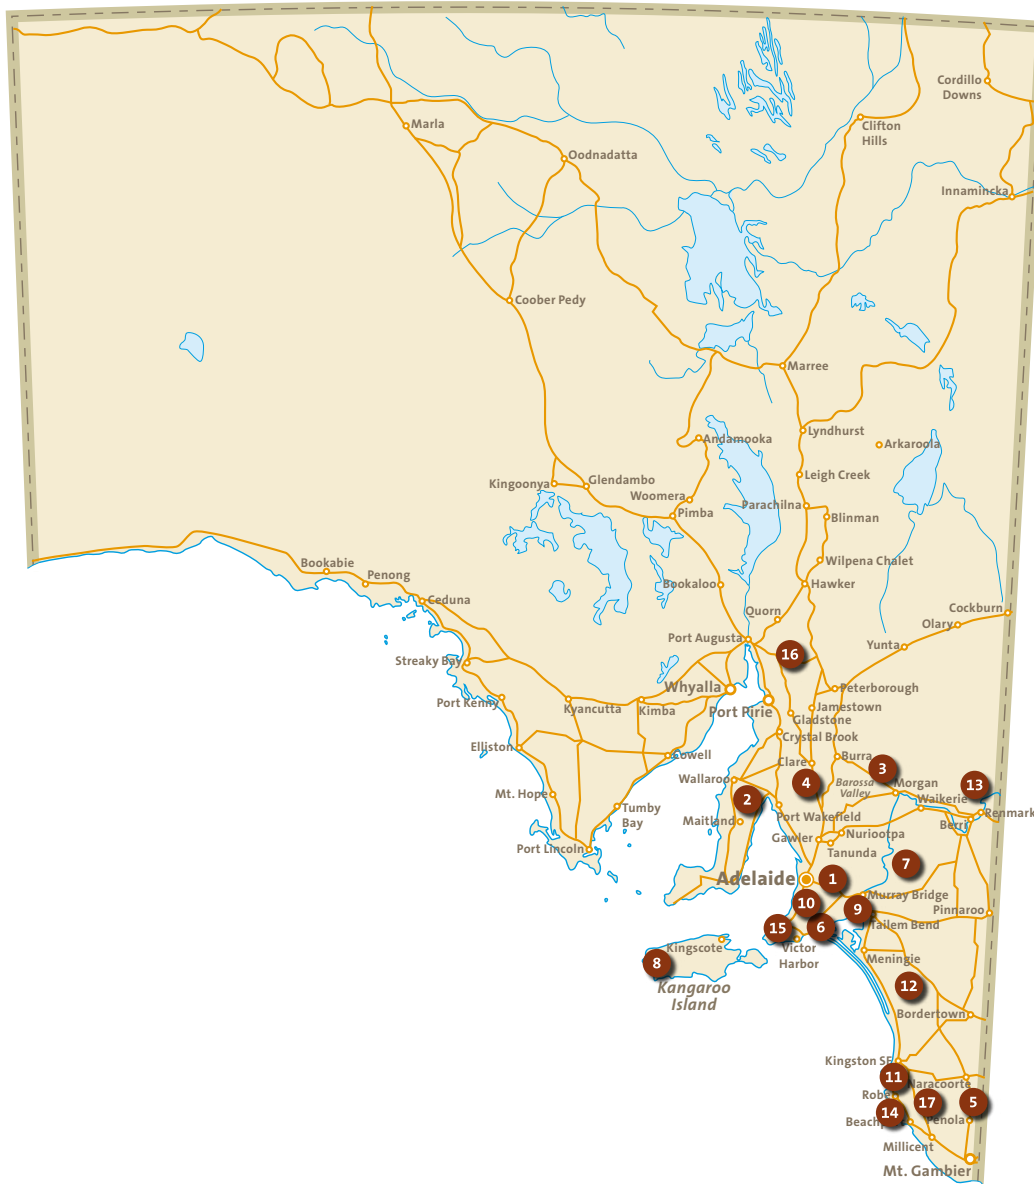 Cordillo
Downs
Marla
Clifton
Hills
Oodnadatta
Innamincka
Coober Pedy
Marree
Lyndhurst
Andamooka
Arkaroola
Leigh Creek
Glendambo
Kingoonya
Woomera
Parachilna
Pimba
Blinman
Wilpena Chalet
Bookabie
Penong
Bookaloo
Hawker
Ceduna
Quorn
Cockburn
Olary
Port Augusta
Yunta
16
Streaky Bay
Whyalla
Peterborough
Port Kenny
Kyancutta
Kimba
Port Pirie
Jamestown
Gladstone
Crystal Brook
Elliston
Cowell
Clare
Burra
3
Wallaroo
4
Barossa
Valley
Morgan
13
Mt. Hope
2
Waikerie
Tumby
Bay
Maitland
Port Wakefield
Renmark
Berri
Gawler
Nuriootpa
Port Lincoln
Tanunda
7
Adelaide
1
Murray Bridge
10
9
Pinnaroo
15
6
Tailem Bend
Kingscote
Victor
Harbor
8
Meningie
Kangaroo
Island
12
Bordertown
Kingston SE
11
Naracoorte
Robe
17
5
14
Beachport
Penola
Millicent
Mt. Gambier